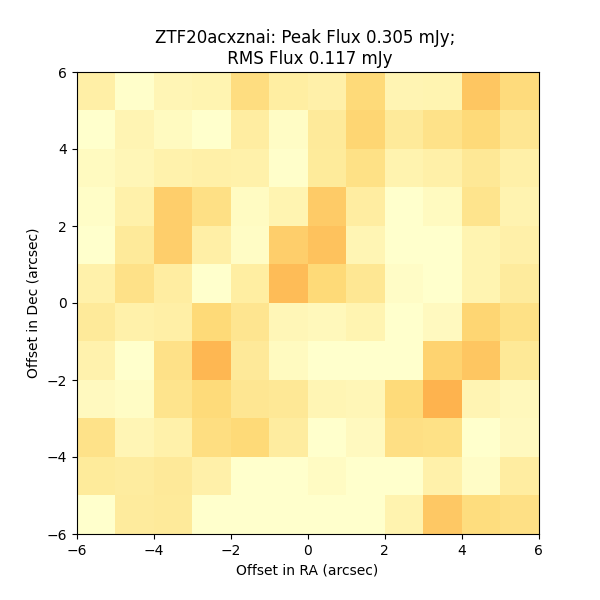 ZTF20acxznai: Peak Flux 0.305 mJy;
RMS Flux 0.117 mJy
6
4
2
0
−2
−4
−6
Offset in Dec (arcsec)
−6 −4 −2 0 2 4 6
Offset in RA (arcsec)